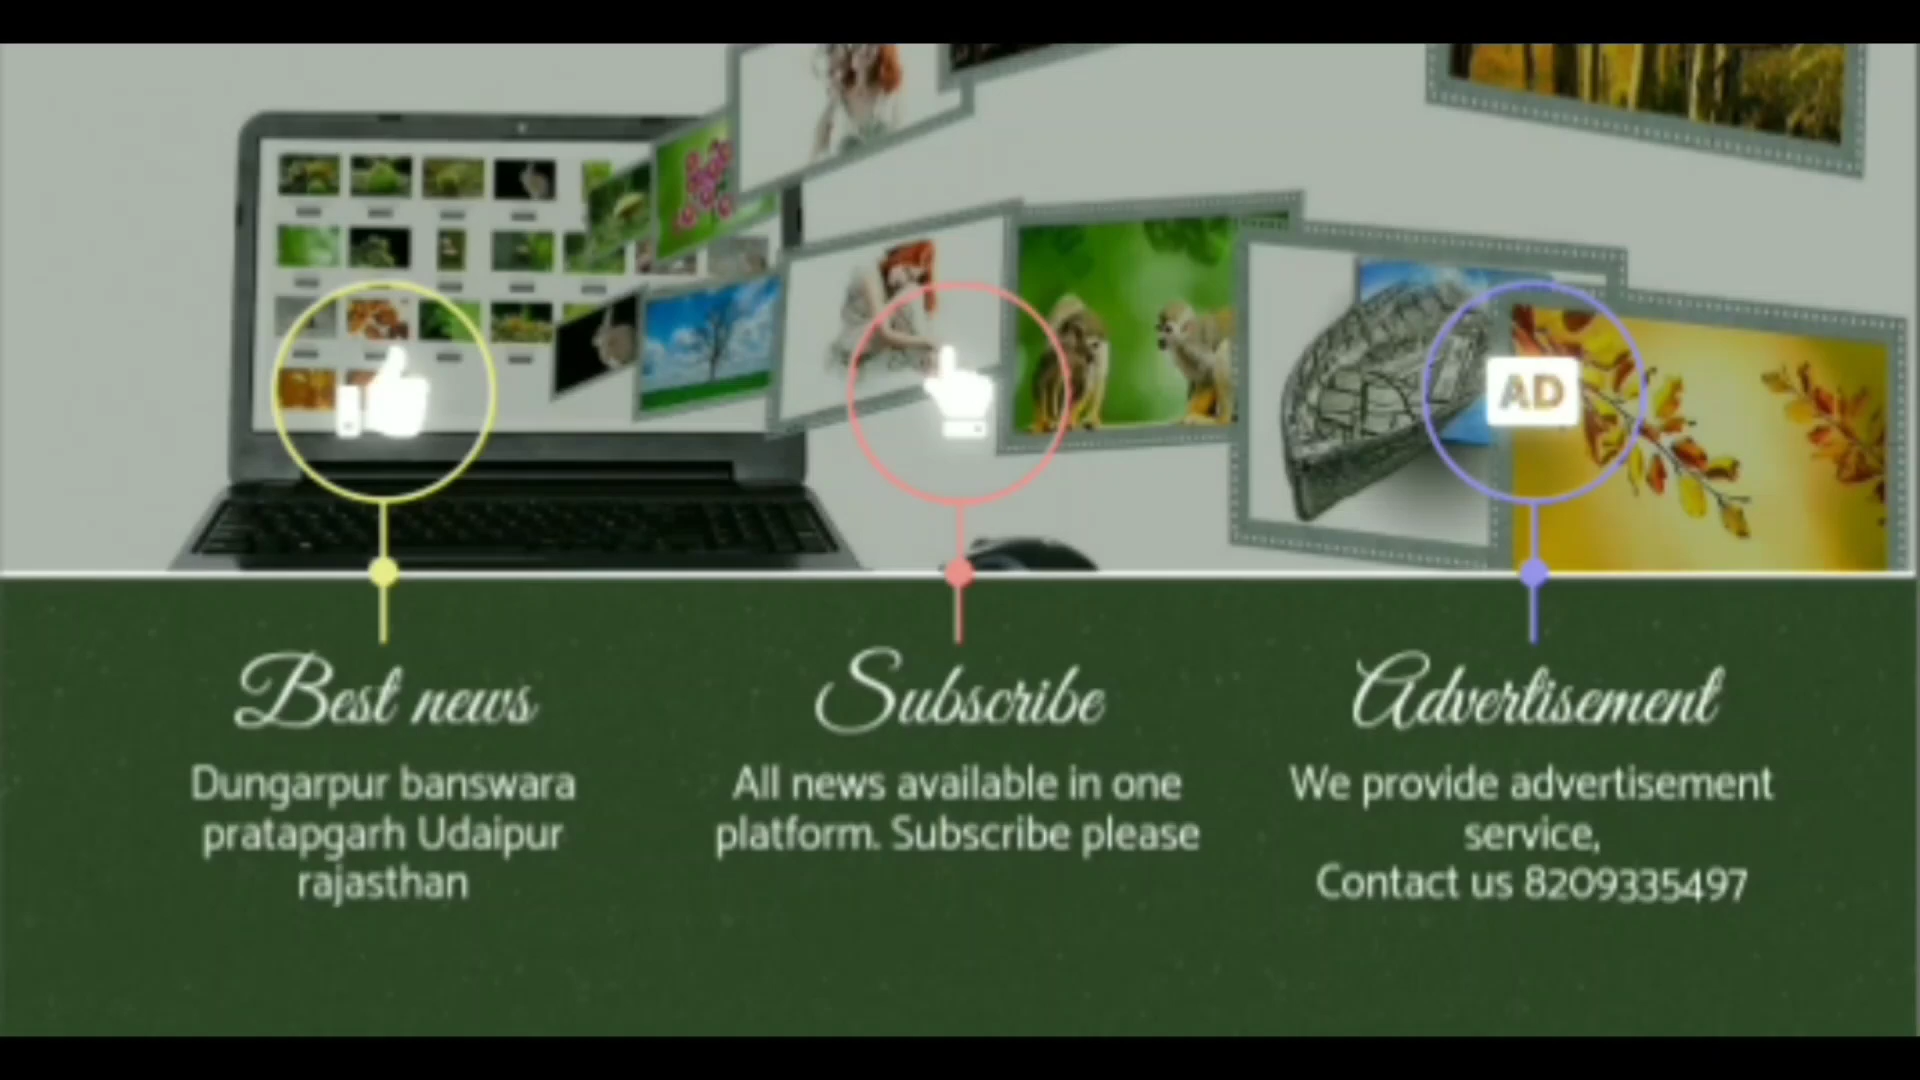 AD
Best news
Dungarpur banswara
pratapgarh Udaipur
rajasthan
Subscribe
All news available in one
platform. Subscribe please
Advertisement
We provide advertisement
service,
Contact us 8209335497